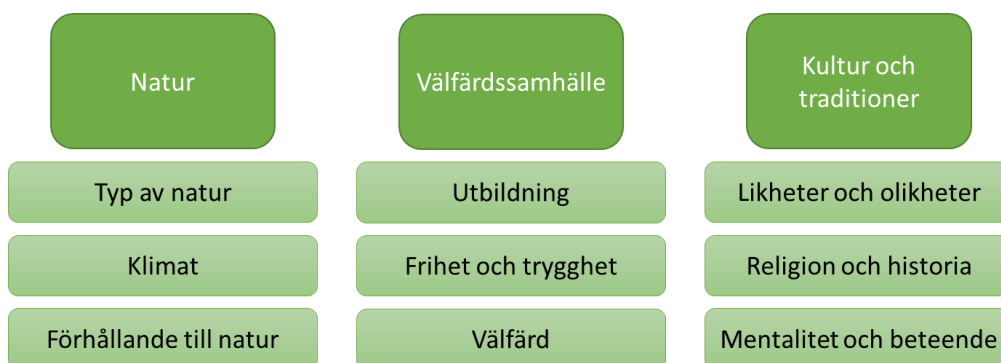 Natur
Typ av natur
Klimat
Förhållande till natur
Välfärdssamhälle
Utbildning
Frihet och trygghet
Välfärd
Kultur och
traditioner
Likheter och olikheter
Religion och historia
Mentalitet och beteende